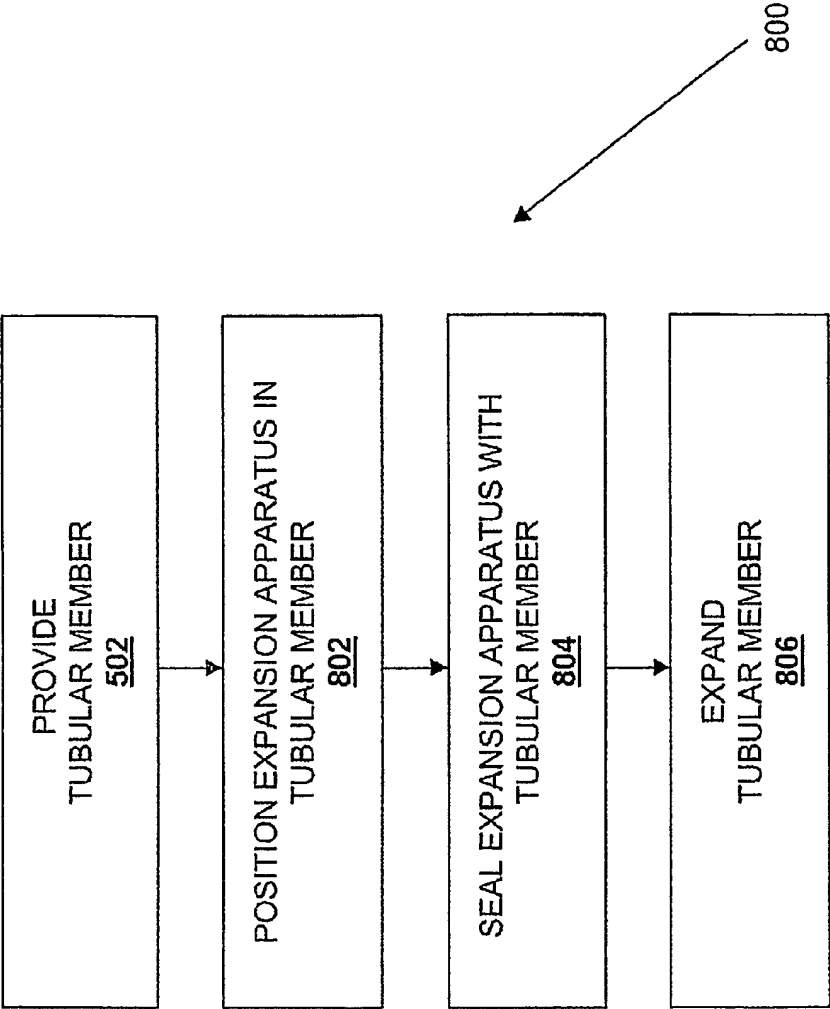 PROVIDE
TUBULAR MEMBER
502
POSITION EXPANSION APPARATUS IN
TUBULAR MEMBER
802
SEAL EXPANSION APPARATUS WITH
TUBULAR MEMBER
804
EXPAND
TUBULAR MEMBER
806
800